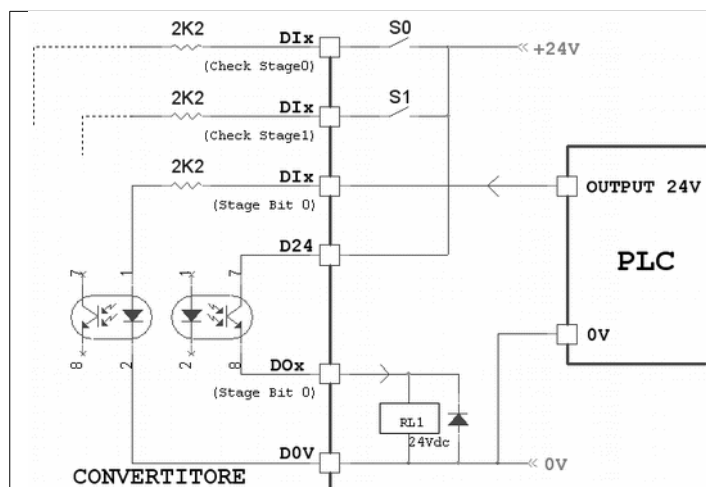 2K2
DIx
S0
+24V
(Check Stage0)
2K2
DIx
S1
(Check Stage1)
2K2
DIx
OUTPUT 24V
(Stage Bit 0)
PLC
D24
7
1
1
7
0V
8
2
2
8
DOx
(Stage Bit 0)
RL1
24Vdc
D0V
0V
CONVERTITORE